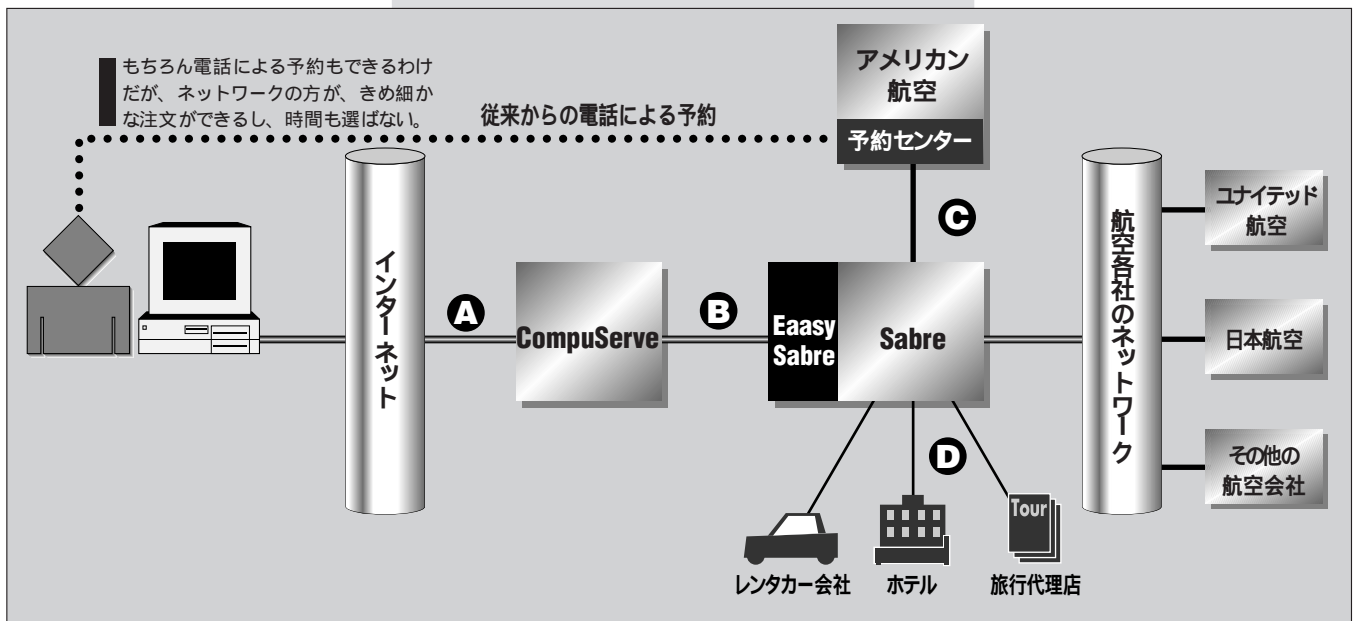 もちろん電話による予約もできるわけ
だが、ネットワークの方が、きめ細か
な注文ができるし、時間も選ばない。
従来からの電話による予約
アメリカン
航空
予約センター
C
インターネット
A
CompuServe
B
Eaasy
Sabre
Sabre
航空各社のネットワーク
ユナイテッド
航空
日本航空
その他の
航空会社
D
Tour
レンタカー会社
ホテル
旅行代理店